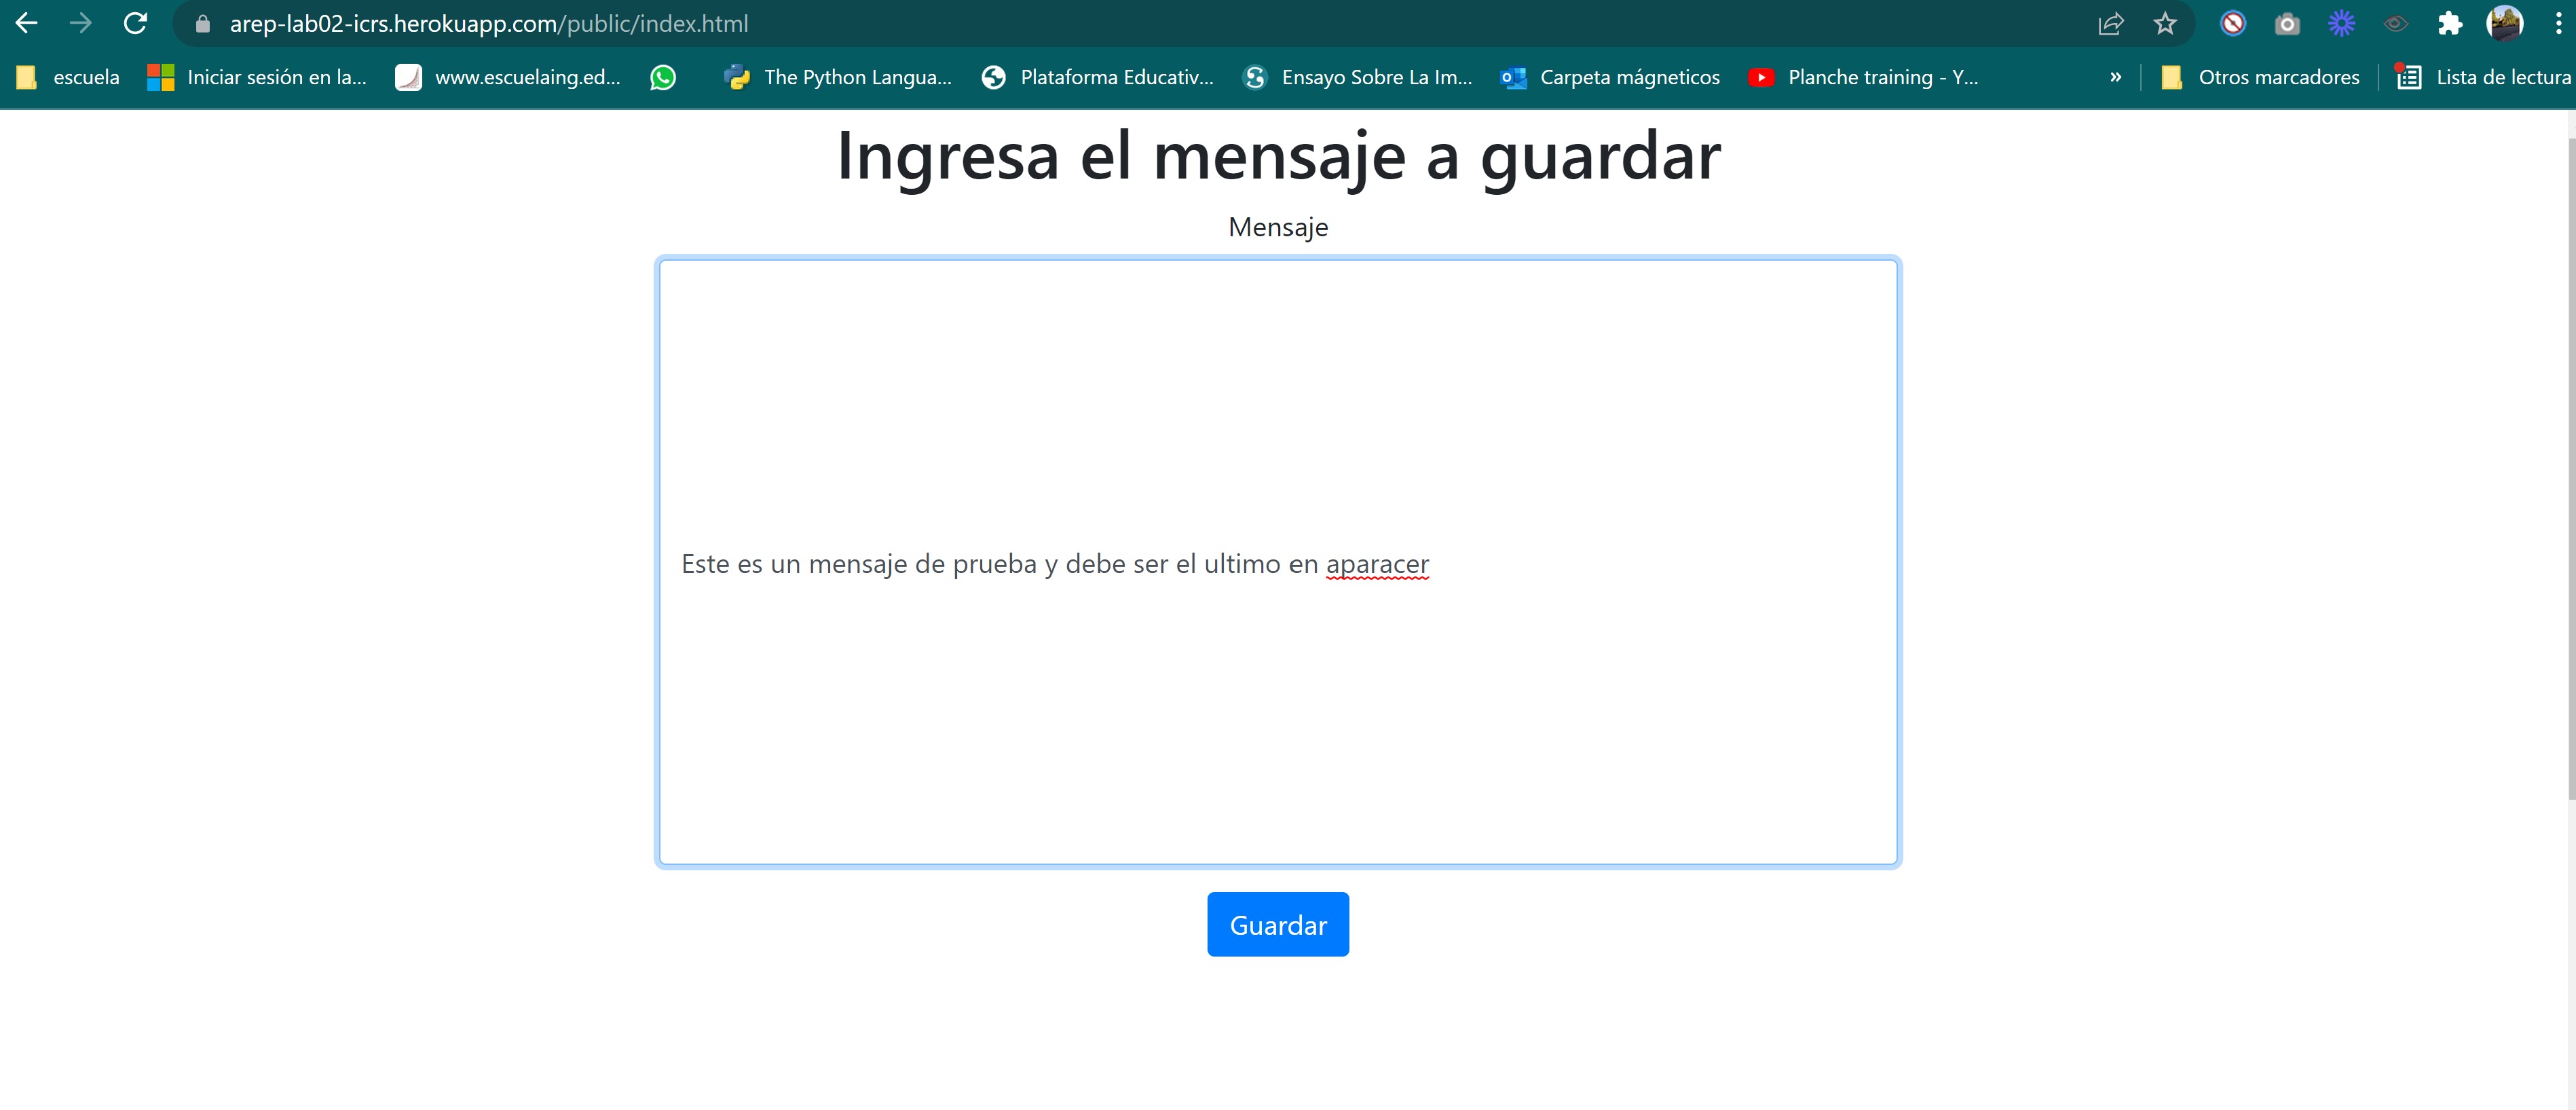 arep-lab02-icrs.herokuapp.com/public/index.html
escuela Iniciar sesión en la... www.escuelaing.ed... The Python Langua... Plataforma Educativ... Ensayo Sobre La Im... Carpeta mágneticos Planche training - Y... » Otros marcadores Lista de lectura
Ingresa el mensaje a guardar
Mensaje
Este es un mensaje de prueba y debe ser el ultimo en aparacer
Guardar